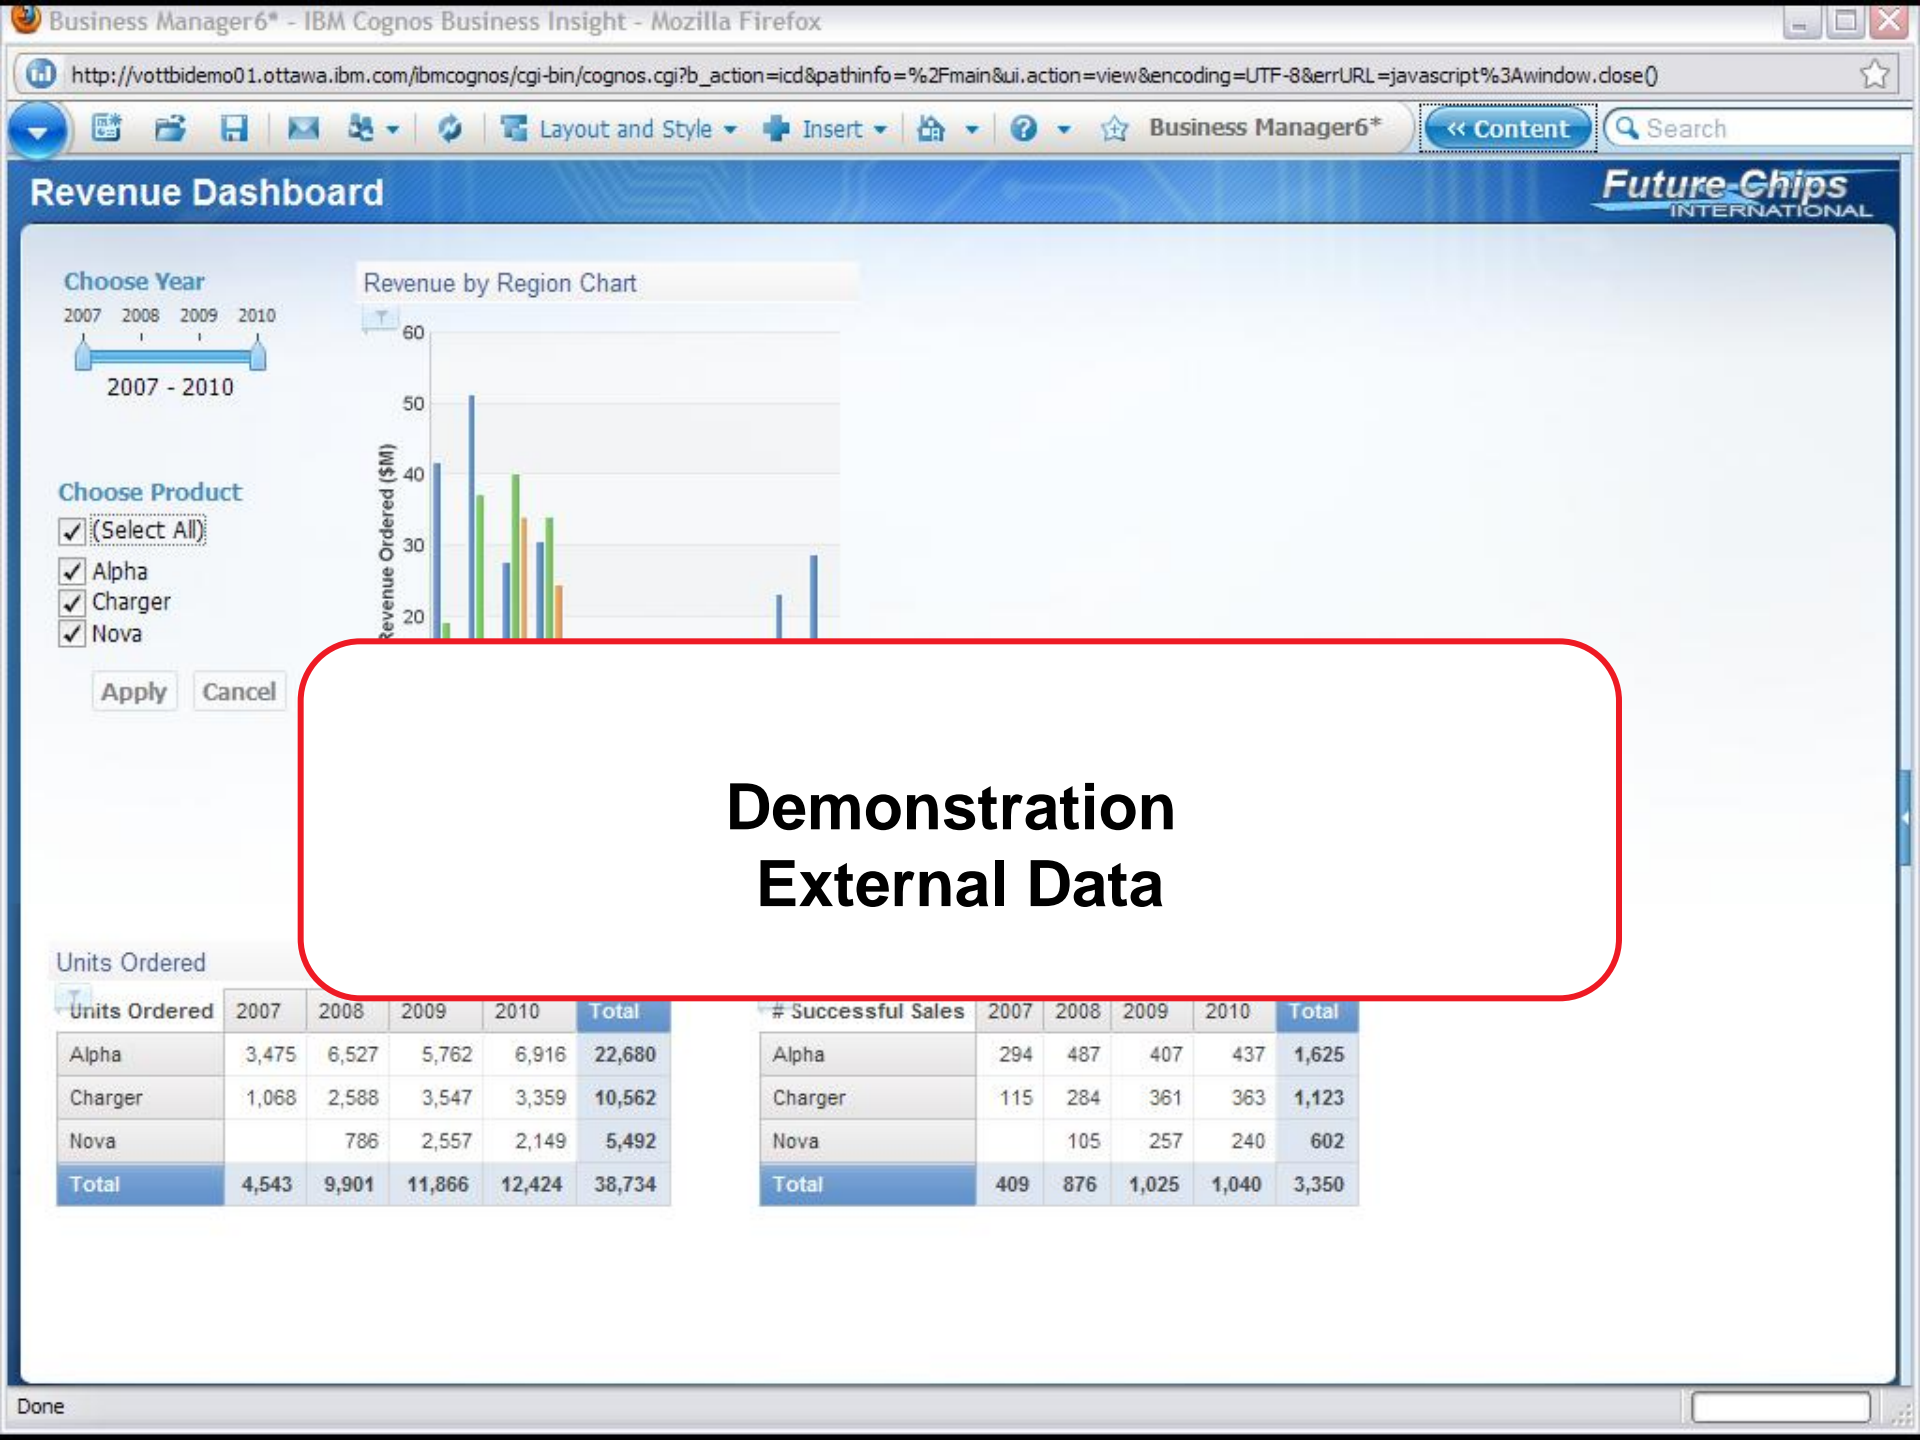 Business Manager6* - IBM Cognos Business Insight - Mozilla Firefox
http://vottbidemo01.ottawa.ibm.com/ibmcognos/cgi-bin/cognos.cgi?b_action=icd&pathinfo=%2Fmain&ui.action=view&encoding=UTF-8&errURL=javascript%3Awindow.close()
Layout and Style Insert Business Manager6* << Content Search
Revenue Dashboard
Future-Chips
INTERNATIONAL
Choose Year
2007 2008 2009 2010
2007 - 2010
Choose Product
(Select All)
Alpha
Charger
Nova
Apply Cancel
Revenue by Region Chart
60
50
40
30
20
Revenue Ordered ($M)
Demonstration
External Data
Units Ordered
Units Ordered 2007 2008 2009 2010 Total
Alpha 3,475 6,527 5,762 6,916 22,680
Charger 1,068 2,588 3,547 3,359 10,562
Nova 786 2,557 2,149 5,492
Total 4,543 9,901 11,866 12,424 38,734
# Successful Sales 2007 2008 2009 2010 Total
Alpha 294 487 407 437 1,625
Charger 115 284 361 363 1,123
Nova 105 257 240 602
Total 409 876 1,025 1,040 3,350
Done